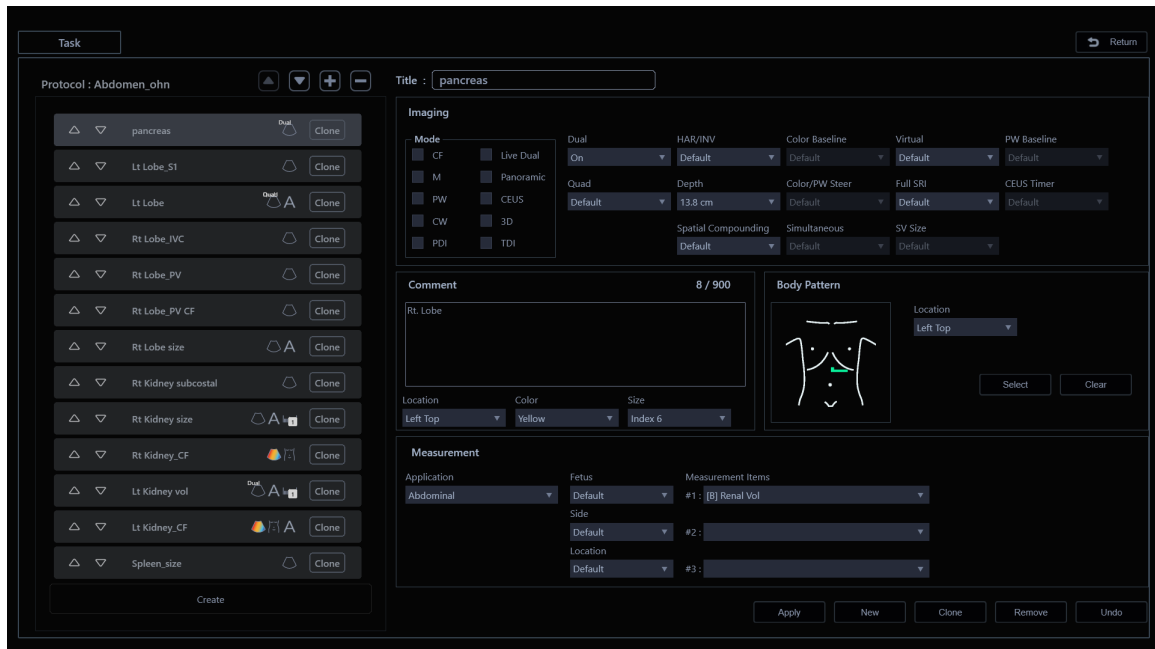 Task
Return
Protocol : Abdomen_ohn
Title : pancreas
pancreas Dual Clone
Lt Lobe_S1 Clone
Lt Lobe Dual A Clone
Rt Lobe_IVC Clone
Rt Lobe_PV Clone
Rt Lobe_PV CF Clone
Rt Lobe size A Clone
Rt Kidney subcostal Clone
Rt Kidney size A 1 Clone
Rt Kidney_CF Clone
Lt Kidney vol Dual A 1 Clone
Lt Kidney_CF A Clone
Spleen_size Clone
Create
Imaging
Mode
CF Live Dual
M Panoramic
PW CEUS
CW 3D
PDI TDI
Dual HAR/INV Color Baseline Virtual PW Baseline
On Default Default Default Default
Quad Depth Color/PW Steer Full SRI CEUS Timer
Default 13.8 cm Default Default Default
Spatial Compounding Simultaneous SV Size
Default Default Default
Comment 8 / 900
Rt. Lobe
Location Color Size
Left Top Yellow Index 6
Body Pattern
Location
Left Top
Select Clear
Measurement
Application Fetus Measurement Items
Abdominal Default #1 : [B] Renal Vol
Side
Default #2 :
Location
Default #3 :
Apply New Clone Remove Undo